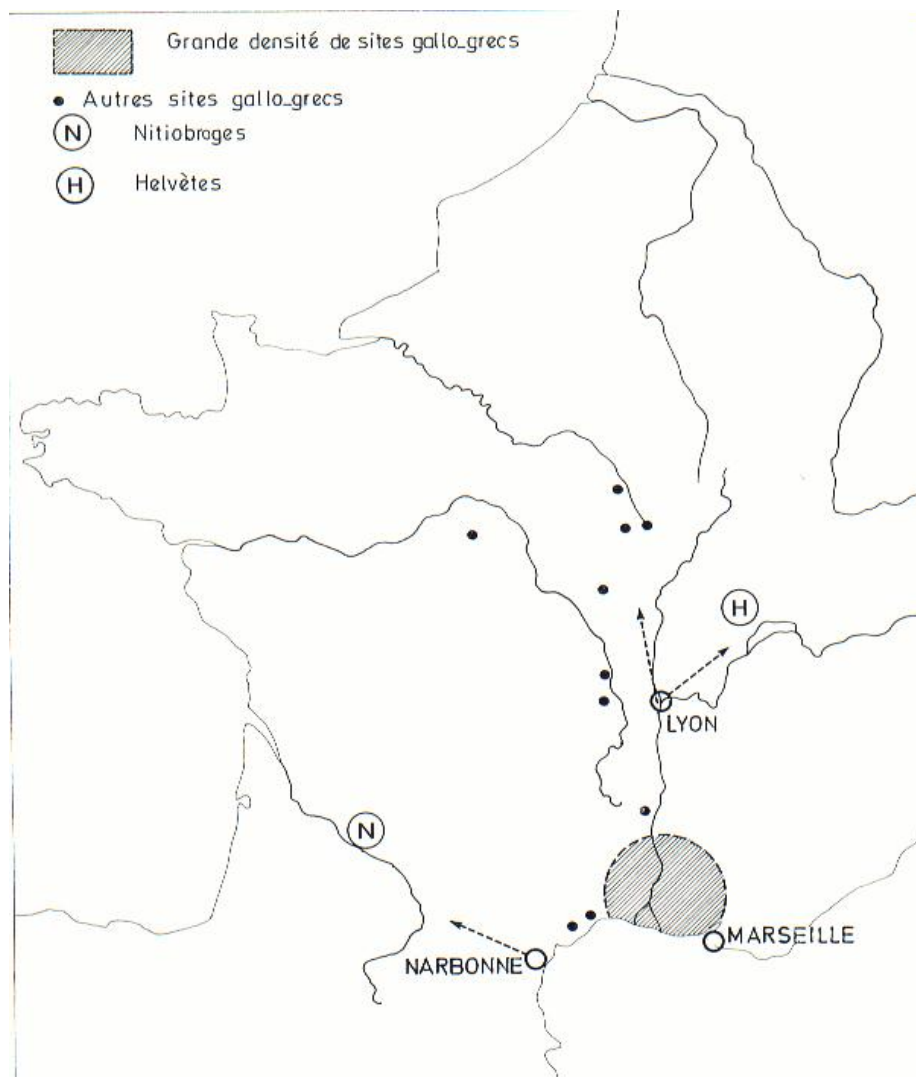 Grande densité de sites gallo_grecs
Autres sites gallo_grecs
N Nitiobroges
H Helvètes
H
LYON
N
MARSEILLE
NARBONNE